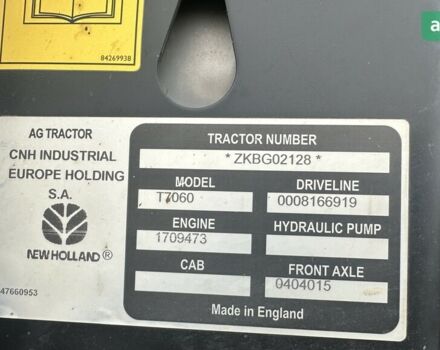 84269938
a
AG TRACTOR
CNH INDUSTRIAL
EUROPE HOLDING
S.A.
NEW HOLLAND®
47660953
TRACTOR NUMBER
* ZKBG02128 *
MODEL
T7060
DRIVELINE
0008166919
ENGINE
1709473
HYDRAULIC PUMP
CAB
FRONT AXLE
0404015
Made in England